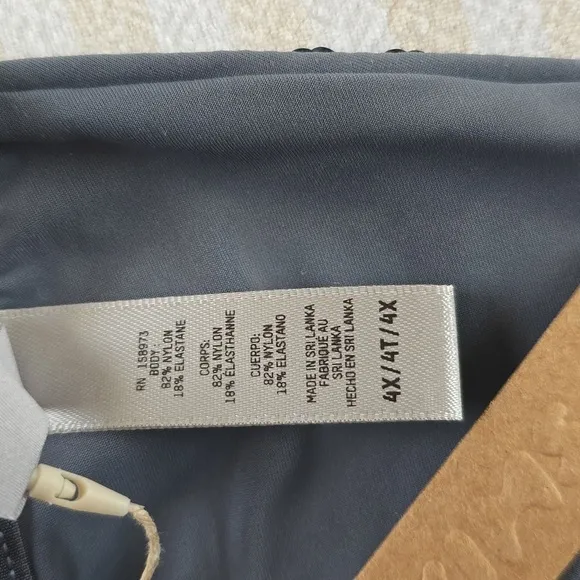 RN 158973
BODY:
82% NYLON
18% ELASTANE
CORPS:
82% NYLON
18% ÉLASTHANNE
CUERPO:
82% NYLON
18% ELASTANO
MADE IN SRI LANKA
FABRIQUÉ AU
SRI LANKA
HECHO EN SRI LANKA
4X/4T/4X